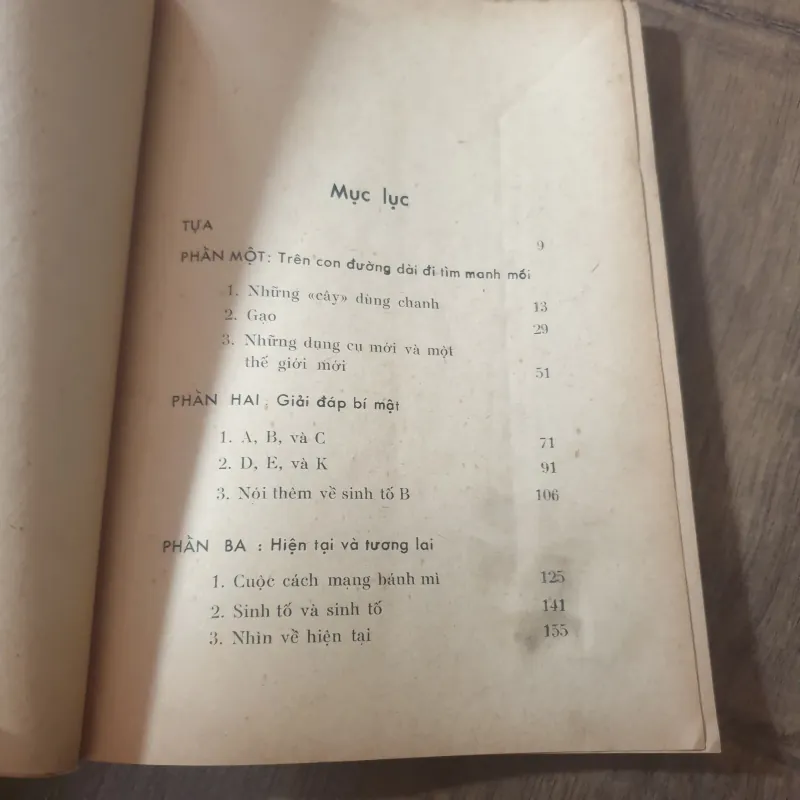 Mục lục
TỰA 9
PHẦN MỘT: Trên con đường dài đi tìm manh mối
1. Những «cây» dùng chanh 13
2. Gạo 29
3. Những dụng cụ mới và một
thế giới mới 51
PHẦN HAI : Giải đáp bí mật
1. A, B, và C 71
2. D, E, và K 91
3. Nói thêm về sinh tố B 106
PHẦN BA : Hiện tại và tương lai
1. Cuộc cách mạng bánh mì 125
2. Sinh tố và sinh tố 141
3. Nhìn về hiện tại 155